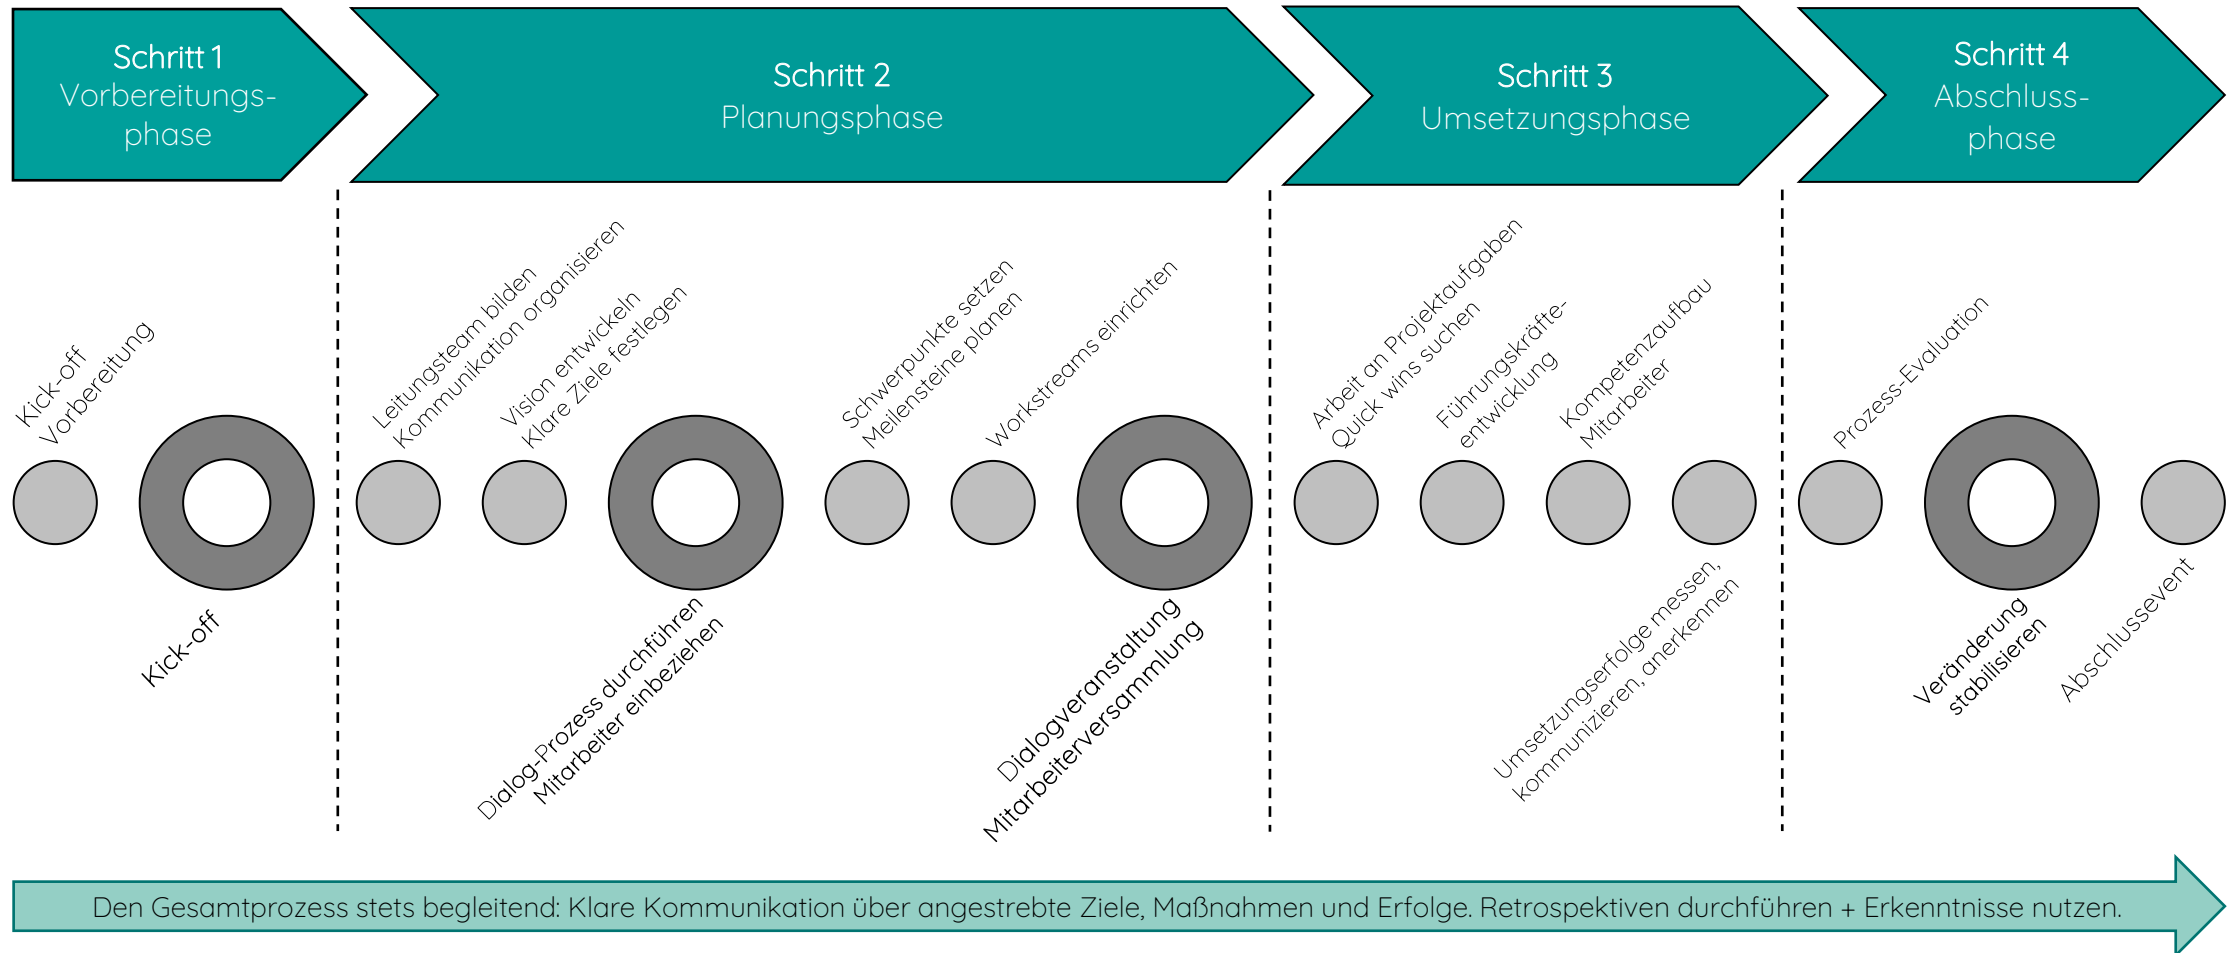 Schritt 1
Vorbereitungs-
phase
Schritt 2
Planungsphase
Schritt 3
Umsetzungsphase
Schritt 4
Abschluss-
phase
Kick-off
Vorbereitung
Kick-off
Leitungsteam bilden
Kommunikation organisieren
Vision entwickeln
Klare Ziele festlegen
Dialog-Prozess durchführen
Mitarbeiter einbeziehen
Schwerpunkte setzen
Meilensteine planen
Workstreams einrichten
Dialogveranstaltung
Mitarbeiterversammlung
Arbeit an Projektaufgaben
Quick wins suchen
Führungskräfte-
entwicklung
Kompetenzaufbau
Mitarbeiter
Umsetzungserfolge messen,
kommunizieren, anerkennen
Prozess-Evaluation
Veränderung
stabilisieren
Abschlussevent
Den Gesamtprozess stets begleitend: Klare Kommunikation über angestrebte Ziele, Maßnahmen und Erfolge. Retrospektiven durchführen + Erkenntnisse nutzen.